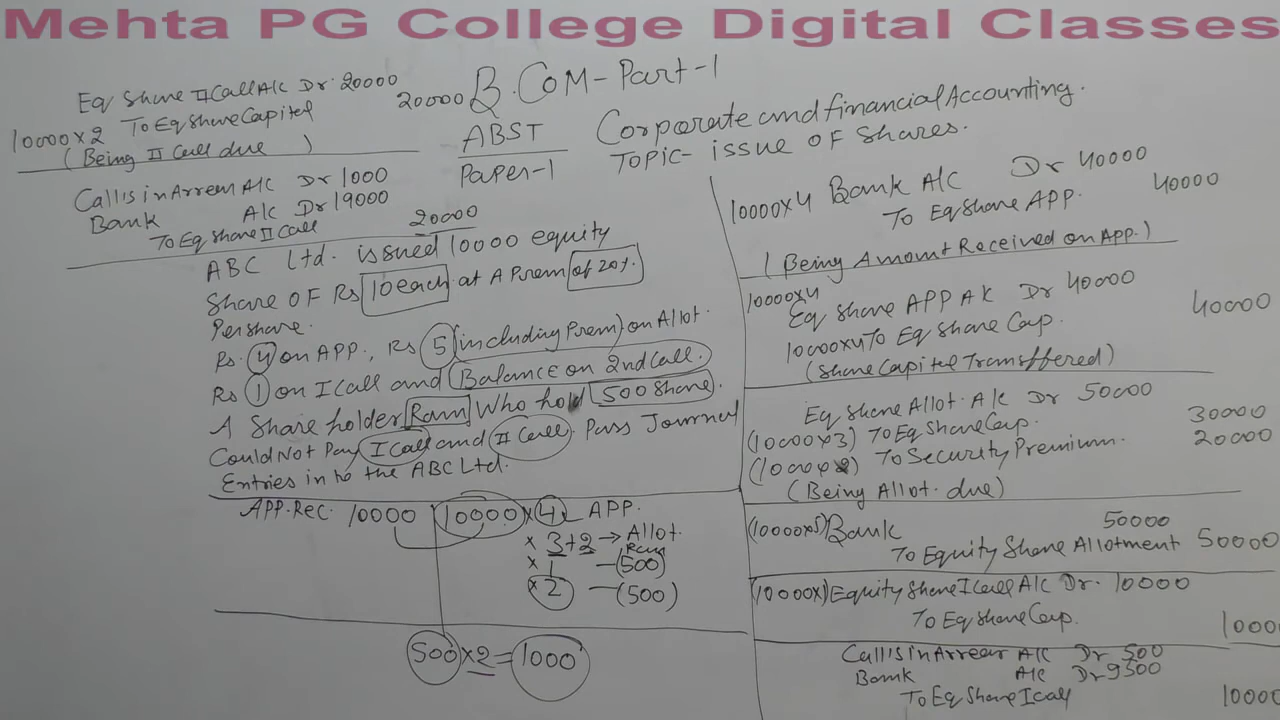 Mehta PG College Digital Classes
Eq Share II Call A/c Dr. 20000
10000x2 To Eq Share Capital 20000
(Being II Call due )
Calls in Arrear A/c Dr 1000
Bank A/c Dr 19000
To Eq Share II Call 20000
B.COM-Part-1
ABST
Paper-1
Corporate and financial Accounting.
Topic- issue of Shares.
ABC Ltd. issued 10000 equity
Share of Rs 10 each at A Prem of 20%.
Per share.
Rs. 4 on APP., Rs 5 (including Prem) on Allot.
Rs 1 on I Call and Balance on 2nd Call.
A Share holder Ram Who hold 500 Share.
Could Not Pay I Call and II Call. Pass Journal
Entries in to the ABC Ltd.
APP. Rec. 10000 10000 x 4 APP.
x 3+2 → Allot.
Ram
x 1 – (500)
x 2 – (500)
500 x 2 = 1000
10000x4 Bank A/C Dr 40000
To Eq Share APP. 40000
(Being Amount Received on App.)
10000x4
Eq Share APP A/c Dr 40000
10000x4 To Eq Share Cap. 40000
(Share Capital Transffered)
Eq Share Allot. A/c Dr 50000
(10000x3) To Eq Share Cap. 30000
To Security Premium. 20000
(Being Allot. due)
(10000x5) Bank 50000
To Equity Share Allotment 50000
(10000x1) Equity Share I Call A/c Dr. 10000
To Eq Share Cap. 1000
Calls in Arrear A/c Dr 500
Bank A/c Dr 9500
To Eq Share I Call 10000